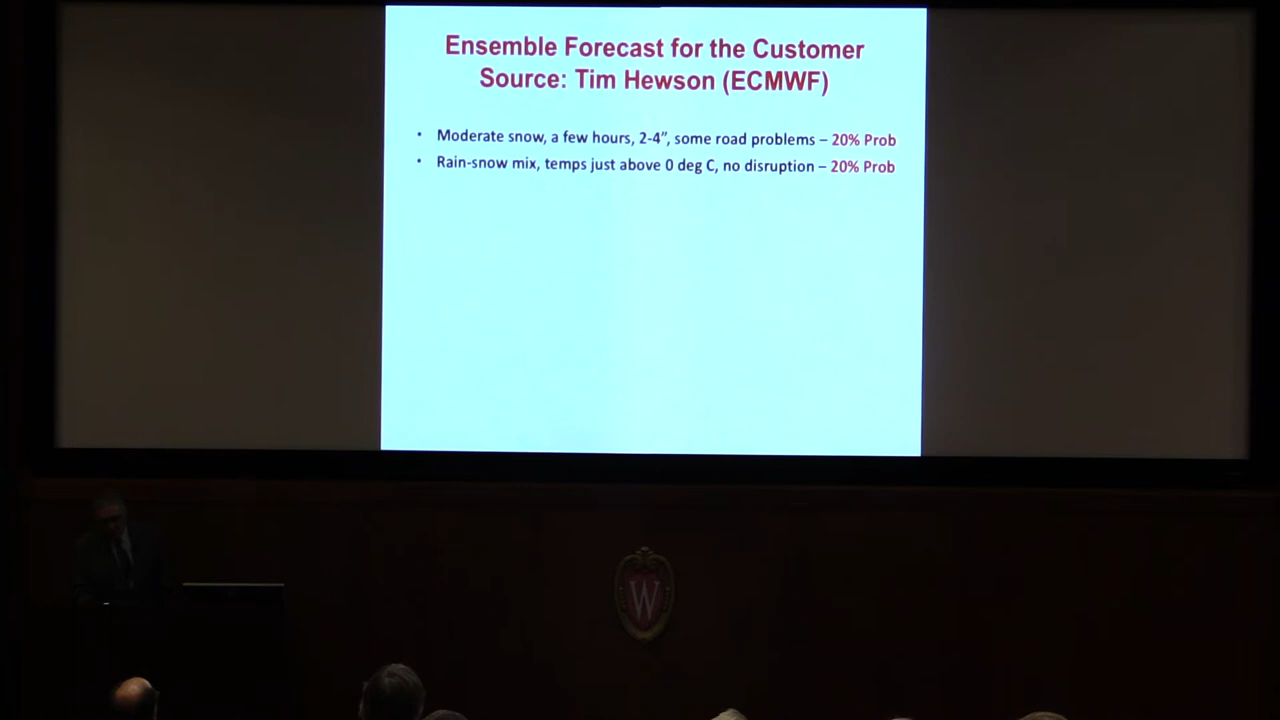 Ensemble Forecast for the Customer
Source: Tim Hewson (ECMWF)
• Moderate snow, a few hours, 2-4”, some road problems – 20% Prob
• Rain-snow mix, temps just above 0 deg C, no disruption – 20% Prob
W